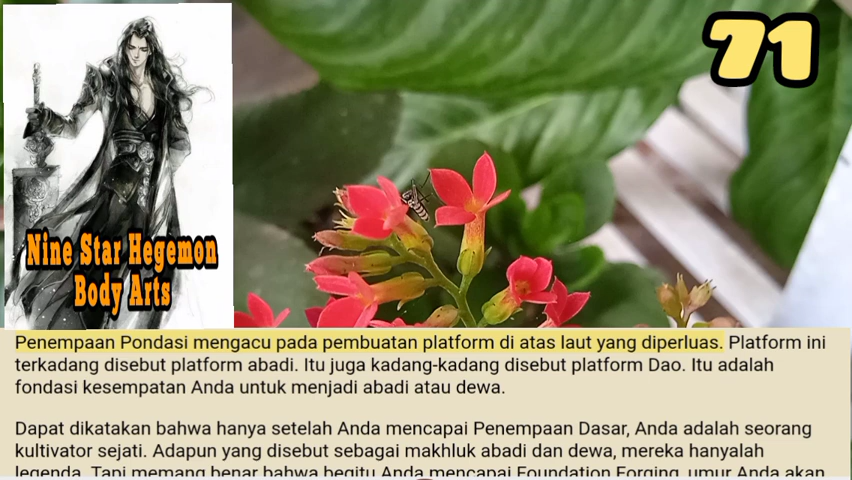 71
Nine Star Hegemon
Body Arts
Penempaan Pondasi mengacu pada pembuatan platform di atas laut yang diperluas. Platform ini
terkadang disebut platform abadi. Itu juga kadang-kadang disebut platform Dao. Itu adalah
fondasi kesempatan Anda untuk menjadi abadi atau dewa.
Dapat dikatakan bahwa hanya setelah Anda mencapai Penempaan Dasar, Anda adalah seorang
kultivator sejati. Adapun yang disebut sebagai makhluk abadi dan dewa, mereka hanyalah
legenda. Tapi memang benar bahwa begitu Anda mencapai Foundation Forging, umur Anda akan